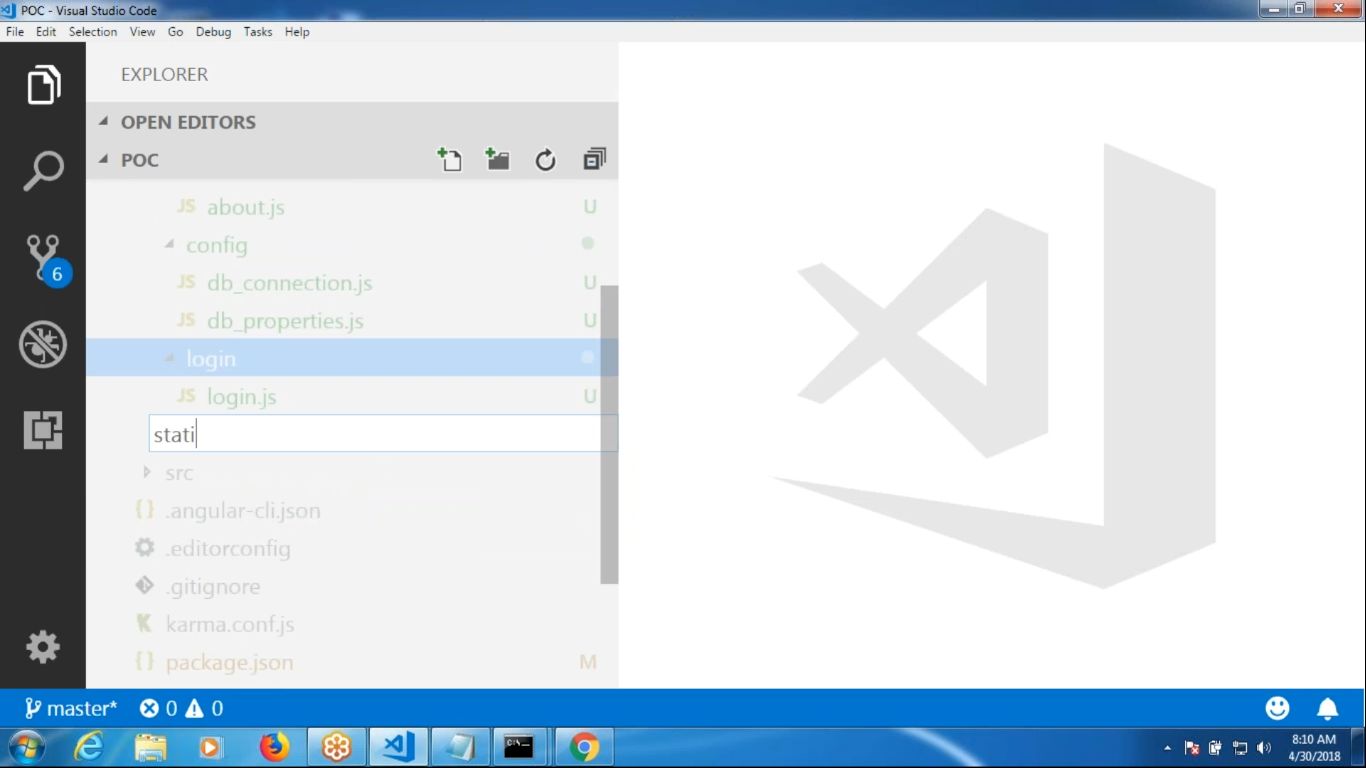 POC - Visual Studio Code
File Edit Selection View Go Debug Tasks Help
EXPLORER
OPEN EDITORS
POC
JS about.js U
config
JS db_connection.js U
JS db_properties.js U
login
JS login.js U
stati
src
{} .angular-cli.json
.editorconfig
.gitignore
K karma.conf.js
{} package.json M
6
master* 0 0
C:\_
8:10 AM
4/30/2018